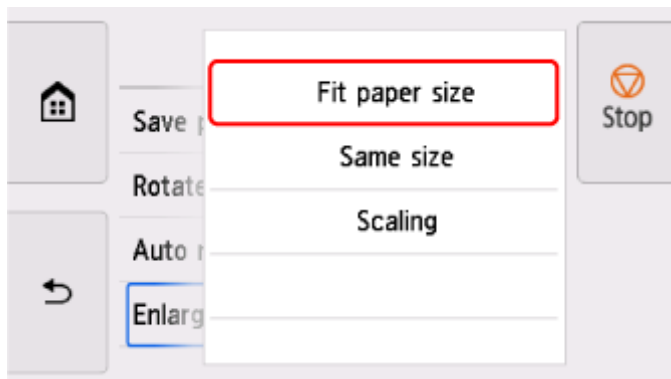 Fit paper size
Stop
Save
Same size
Rotate
Scaling
Auto
Enlarg